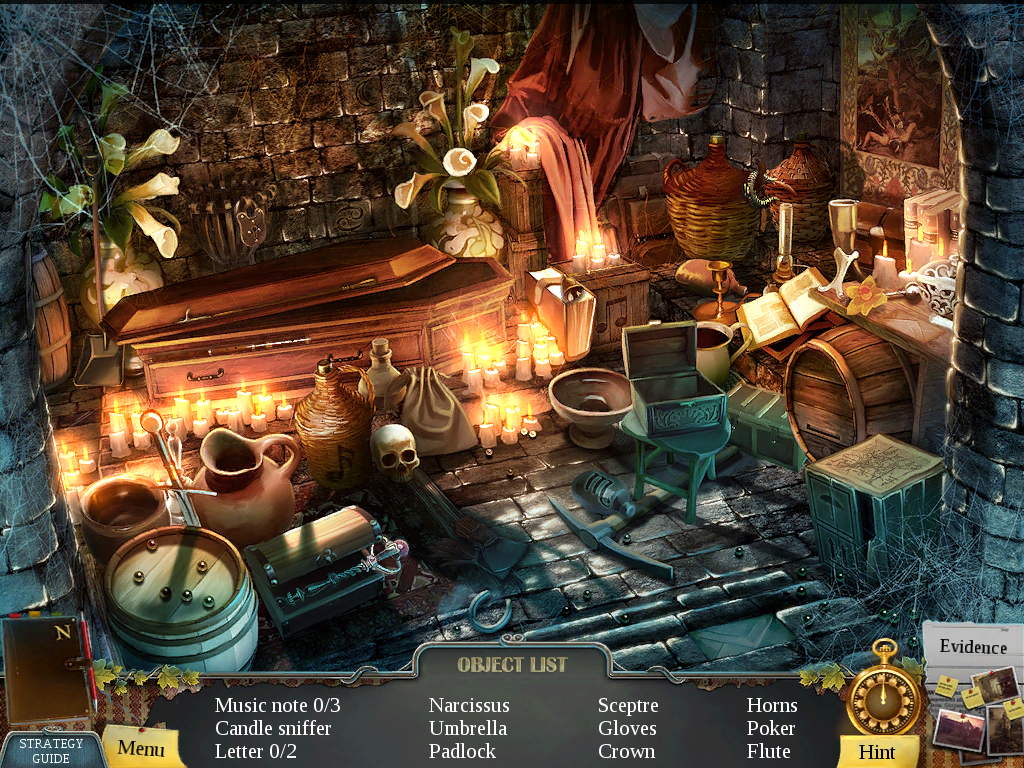 N
Evidence
OBJECT LIST
Music note 0/3 Narcissus Sceptre Horns
Candle sniffer Umbrella Gloves Poker
Letter 0/2 Padlock Crown Flute
STRATEGY
GUIDE
Menu
Hint